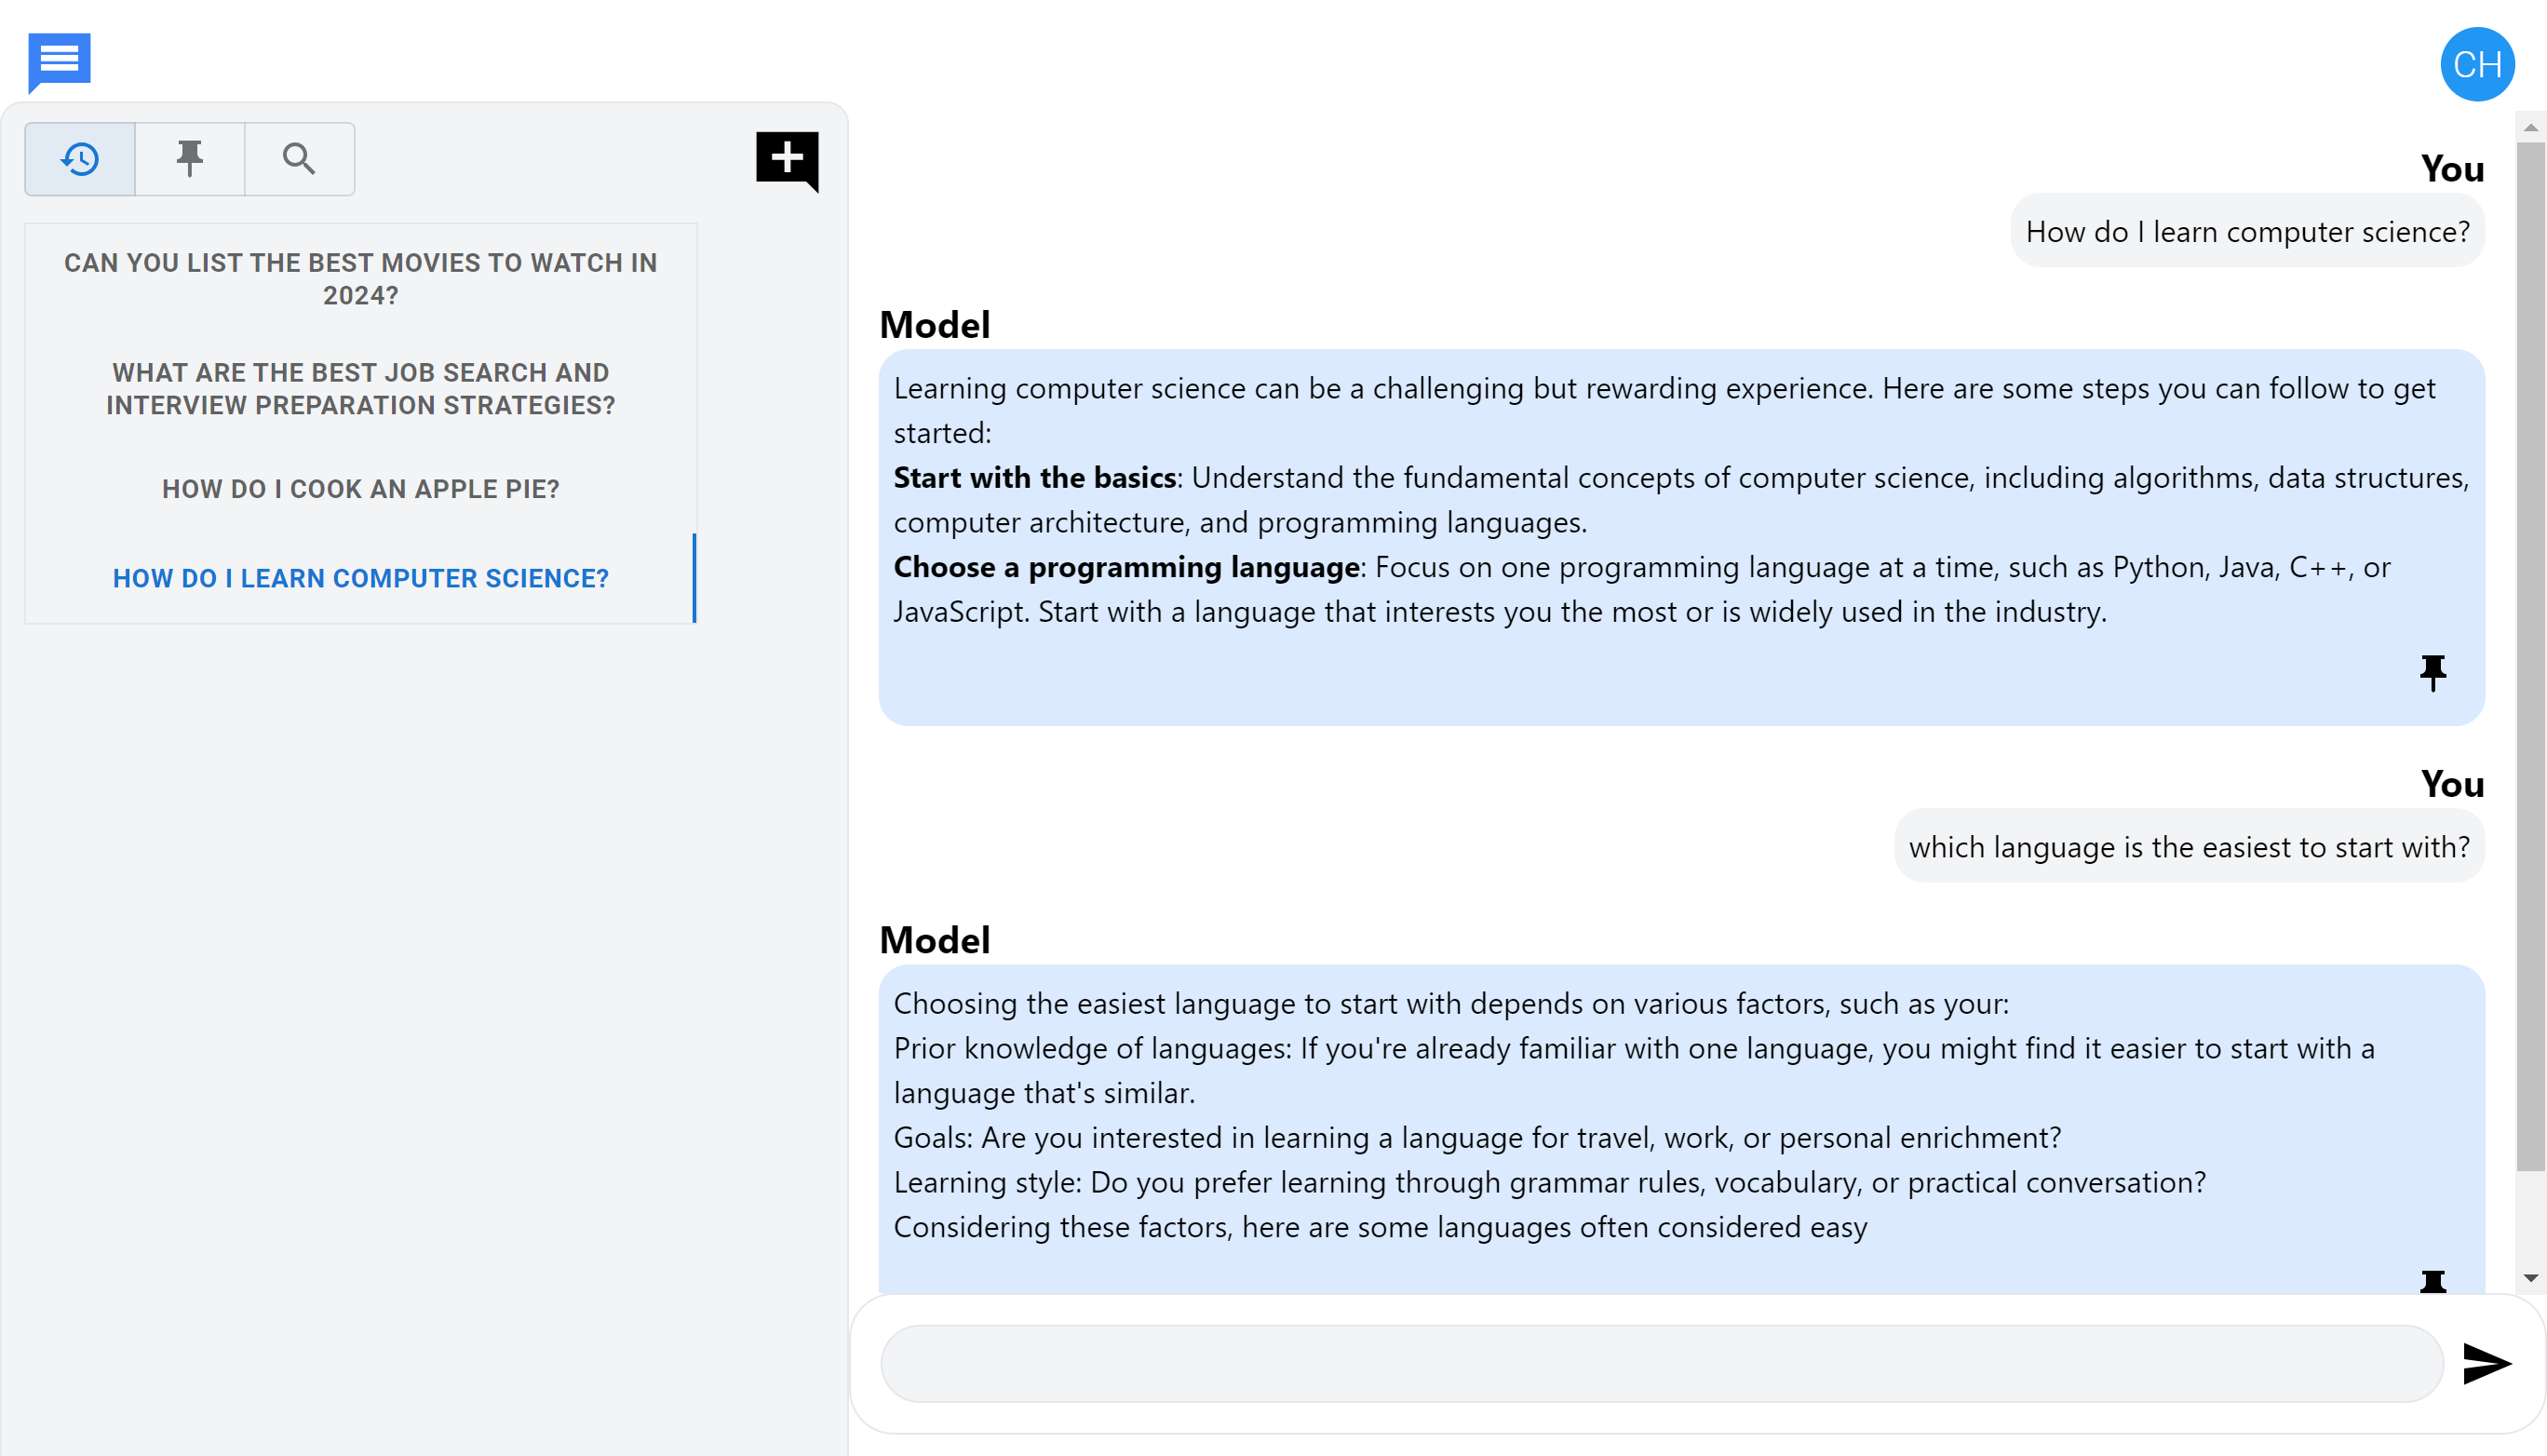 CH
CAN YOU LIST THE BEST MOVIES TO WATCH IN
2024?
WHAT ARE THE BEST JOB SEARCH AND
INTERVIEW PREPARATION STRATEGIES?
HOW DO I COOK AN APPLE PIE?
HOW DO I LEARN COMPUTER SCIENCE?
You
How do I learn computer science?
Model
Learning computer science can be a challenging but rewarding experience. Here are some steps you can follow to get
started:
Start with the basics: Understand the fundamental concepts of computer science, including algorithms, data structures,
computer architecture, and programming languages.
Choose a programming language: Focus on one programming language at a time, such as Python, Java, C++, or
JavaScript. Start with a language that interests you the most or is widely used in the industry.
You
which language is the easiest to start with?
Model
Choosing the easiest language to start with depends on various factors, such as your:
Prior knowledge of languages: If you're already familiar with one language, you might find it easier to start with a
language that's similar.
Goals: Are you interested in learning a language for travel, work, or personal enrichment?
Learning style: Do you prefer learning through grammar rules, vocabulary, or practical conversation?
Considering these factors, here are some languages often considered easy